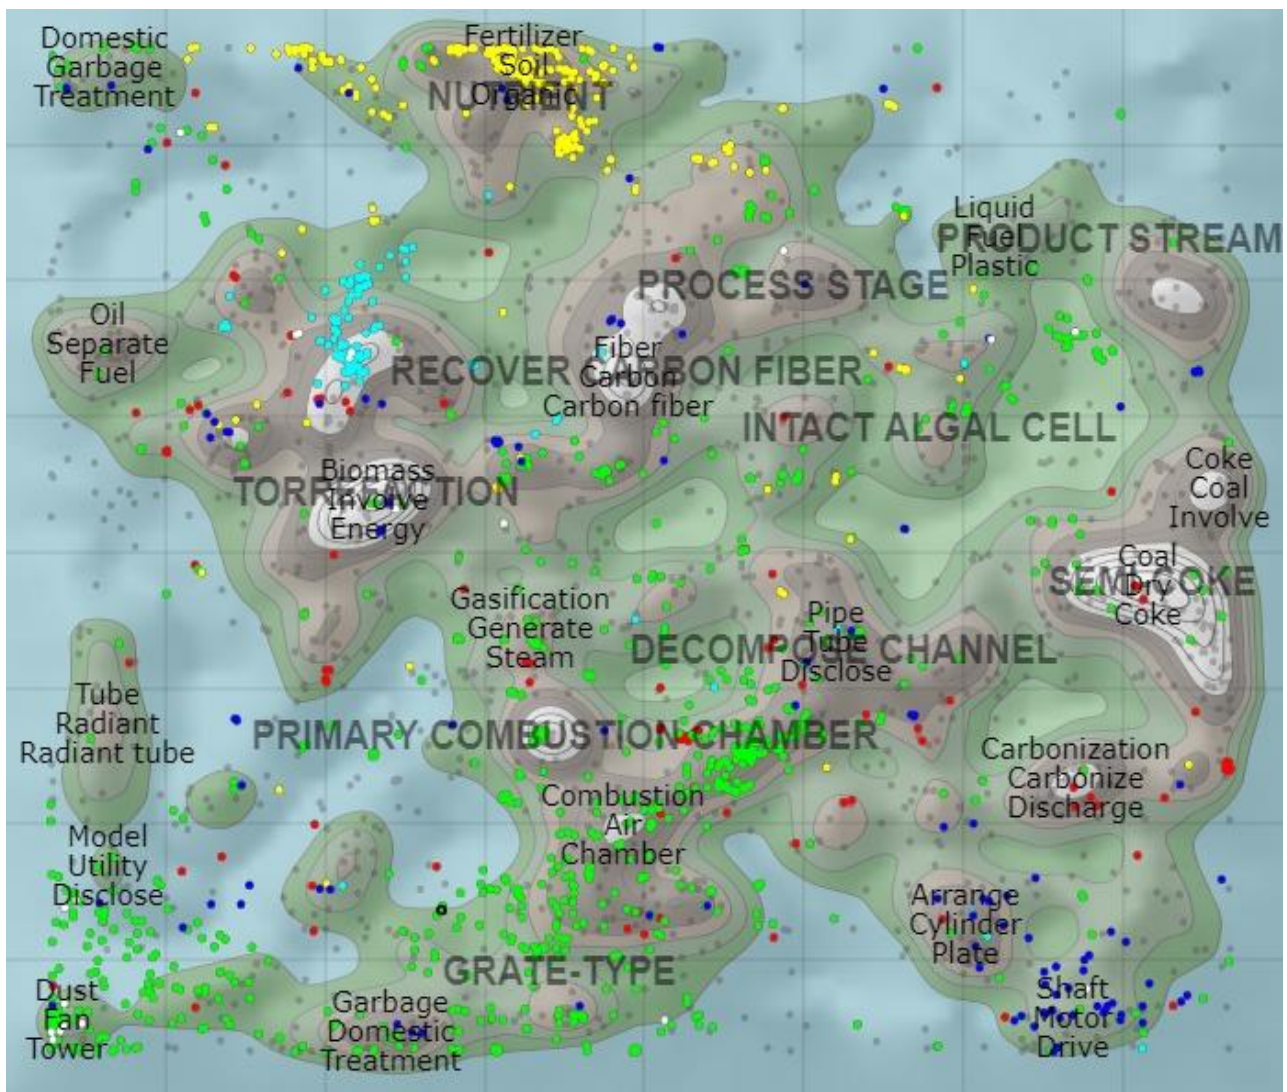 Domestic
Garbage
Treatment
Fertilizer
Soil
Organic
NUTRIENT
Liquid
Fuel
Plastic
PRODUCT STREAM
PROCESS STAGE
Oil
Separate
Fuel
Fiber
Carbon
Carbon fiber
RECOVER CARBON FIBER
INTACT ALGAL CELL
Biomass
Involve
Energy
TORREFACTION
Coke
Coal
Involve
Coal
Dry
Coke
SEMI-COKE
Gasification
Generate
Steam
Pipe
Tube
Disclose
DECOMPOSE CHANNEL
Tube
Radiant
Radiant tube
PRIMARY COMBUSTION CHAMBER
Carbonization
Carbonize
Discharge
Combustion
Air
Chamber
Model
Utility
Disclose
Arrange
Cylinder
Plate
GRATE-TYPE
Dust
Fan
Tower
Garbage
Domestic
Treatment
Shaft
Motor
Drive